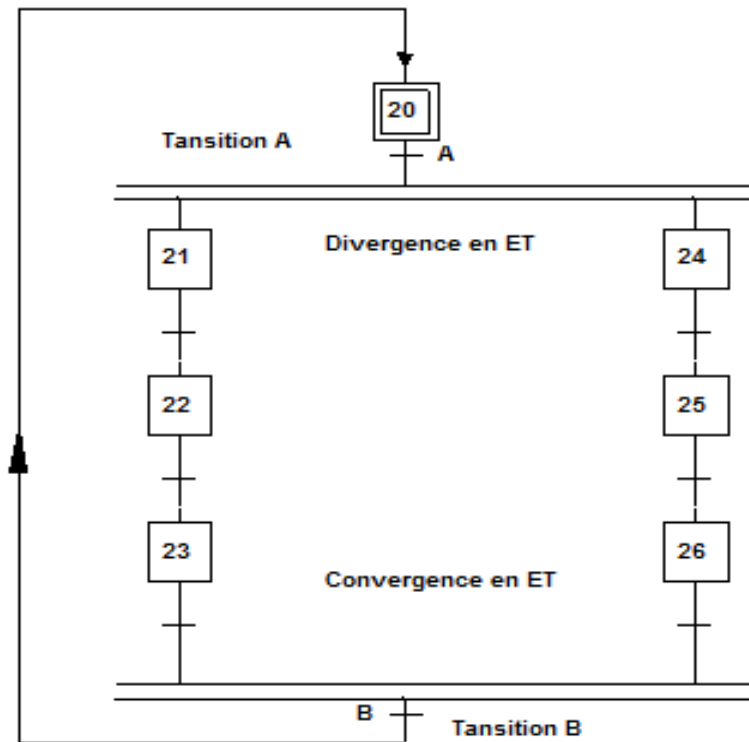 20
Tansition A
A
21
Divergence en ET
24
22
25
23
26
Convergence en ET
B
Tansition B